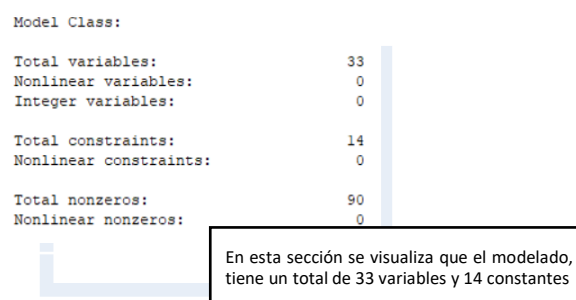 Model Class:
Total variables: 33
Nonlinear variables: 0
Integer variables: 0
Total constraints: 14
Nonlinear constraints: 0
Total nonzeros: 90
Nonlinear nonzeros: 0
En esta sección se visualiza que el modelado,
tiene un total de 33 variables y 14 constantes